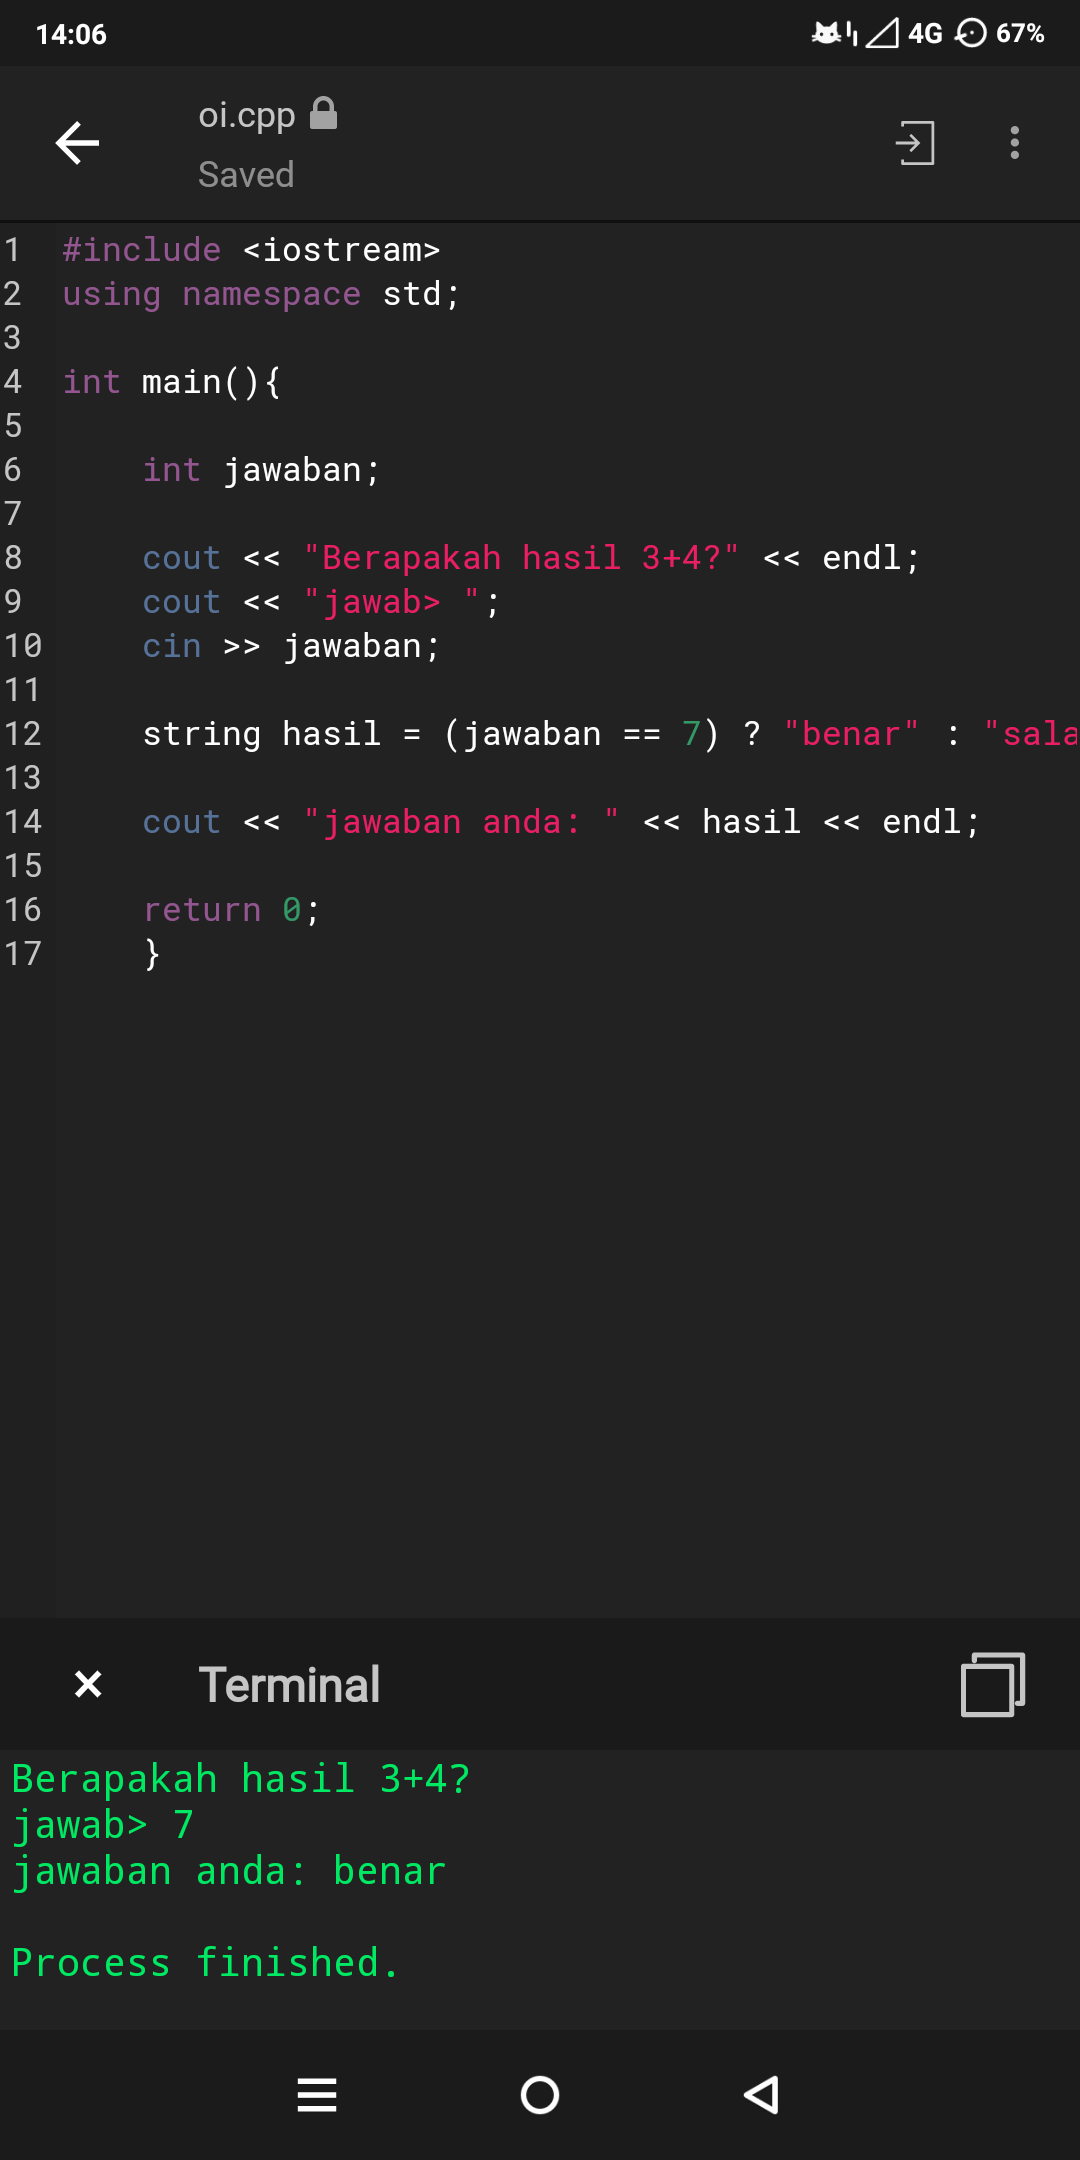 14:06
4G 67%
oi.cpp
Saved
1 #include <iostream>
2 using namespace std;
3
4 int main(){
5
6     int jawaban;
7
8     cout << "Berapakah hasil 3+4?" << endl;
9     cout << "jawab> ";
10     cin >> jawaban;
11
12     string hasil = (jawaban == 7) ? "benar" : "sala
13
14     cout << "jawaban anda: " << hasil << endl;
15
16     return 0;
17     }
Terminal
Berapakah hasil 3+4?
jawab> 7
jawaban anda: benar
Process finished.